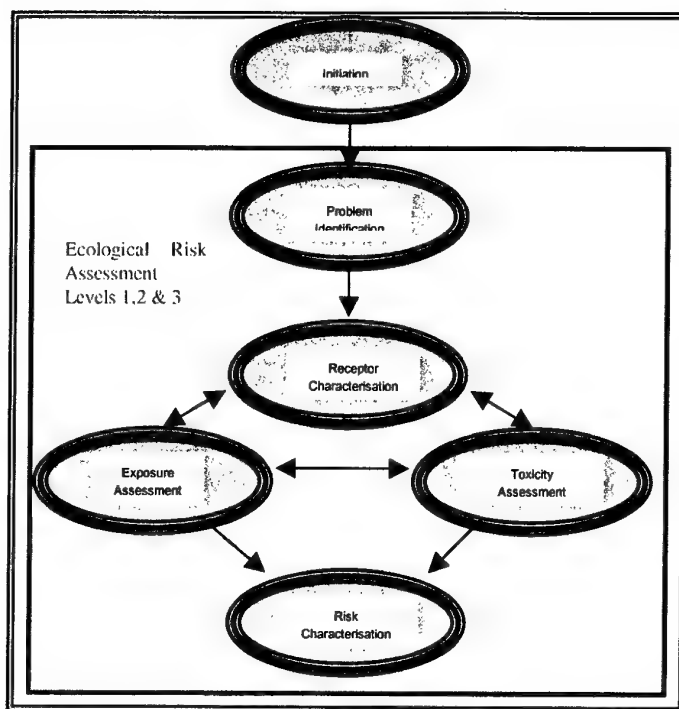 Initiation
Problem
Identification
Ecological Risk
Assessment
Levels 1,2 & 3
Receptor
Characterisation
Exposure
Assessment
Toxicity
Assessment
Risk
Characterisation